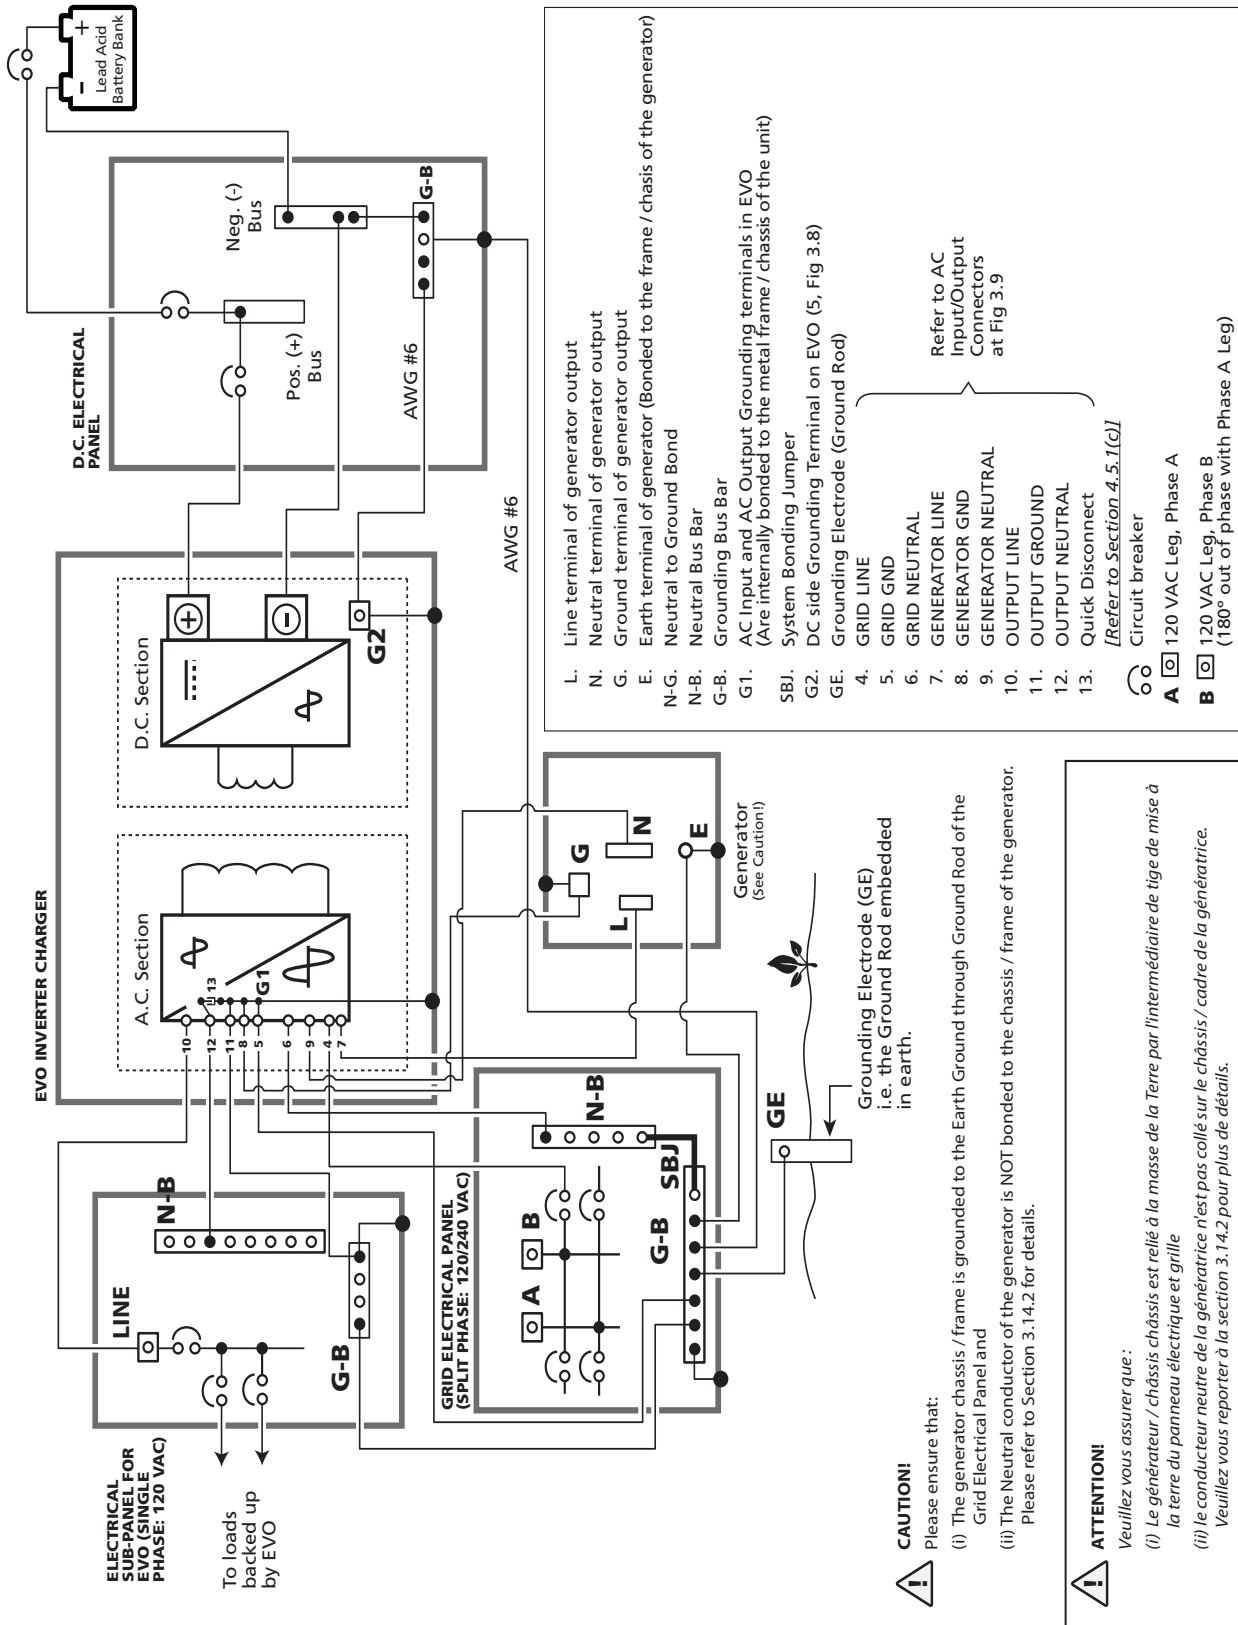 Lead Acid
Battery Bank
+
–
D.C. ELECTRICAL
PANEL
Neg. (-)
Bus
Pos. (+)
Bus
G-B
AWG #6
AWG #6
EVO INVERTER CHARGER
D.C. Section
+
-
G2
A.C. Section
13
G1
10
12
11
8
5
6
9
4
7
ELECTRICAL
SUB-PANEL FOR
EVO (SINGLE
PHASE: 120 VAC)
To loads
backed up
by EVO
LINE
N-B
G-B
GRID ELECTRICAL PANEL
(SPLIT PHASE: 120/240 VAC)
A
B
N-B
SBJ
G-B
G
L
N
E
Generator
(See Caution!)
GE
Grounding Electrode (GE)
i.e. the Ground Rod embedded
in earth.
L. Line terminal of generator output
N. Neutral terminal of generator output
G. Ground terminal of generator output
E. Earth terminal of generator (Bonded to the frame / chasis of the generator)
N-G. Neutral to Ground Bond
N-B. Neutral Bus Bar
G-B. Grounding Bus Bar
G1. AC Input and AC Output Grounding terminals in EVO
(Are internally bonded to the metal frame / chassis of the unit)
SBJ. System Bonding Jumper
G2. DC side Grounding Terminal on EVO (5, Fig 3.8)
GE. Grounding Electrode (Ground Rod)
4. GRID LINE
5. GRID GND
6. GRID NEUTRAL
7. GENERATOR LINE
8. GENERATOR GND
9. GENERATOR NEUTRAL
10. OUTPUT LINE
11. OUTPUT GROUND
12. OUTPUT NEUTRAL
13. Quick Disconnect
[Refer to Section 4.5.1(c)]
Refer to AC
Input/Output
Connectors
at Fig 3.9
Circuit breaker
A 120 VAC Leg, Phase A
B 120 VAC Leg, Phase B
(180° out of phase with Phase A Leg)
CAUTION!
Please ensure that:
(i) The generator chassis / frame is grounded to the Earth Ground through Ground Rod of the
Grid Electrical Panel and
(ii) The Neutral conductor of the generator is NOT bonded to the chassis / frame of the generator.
Please refer to Section 3.14.2 for details.
ATTENTION!
Veuillez vous assurer que :
(i) Le générateur / châssis châssis est relié à la masse de la Terre par l'intermédiaire de tige de mise à
la terre du panneau électrique et grille
(ii) le conducteur neutre de la génératrice n'est pas collé sur le châssis / cadre de la génératrice.
Veuillez vous reporter à la section 3.14.2 pour plus de détails.